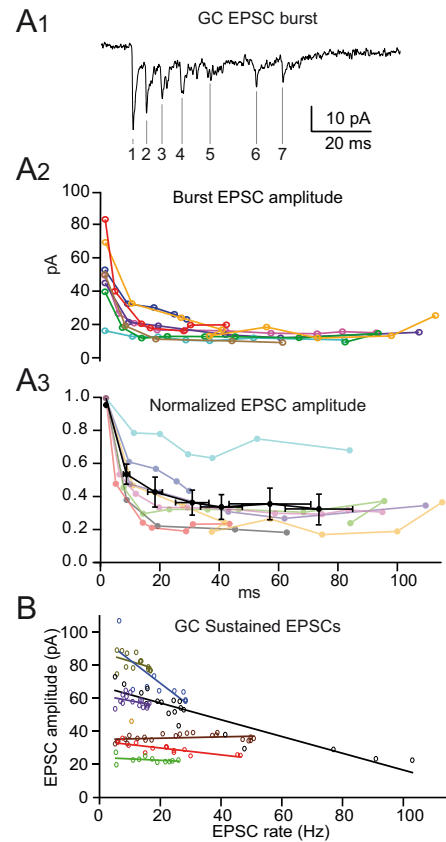 A1
GC EPSC burst
10 pA
20 ms
1 2 3 4 5 6 7
A2
Burst EPSC amplitude
pA
100
80
60
40
20
0
A3
Normalized EPSC amplitude
1.0
0.8
0.6
0.4
0.2
0.0
0 20 40 60 80 100
ms
B
GC Sustained EPSCs
EPSC amplitude (pA)
100
80
60
40
20
0
0 20 40 60 80 100
EPSC rate (Hz)